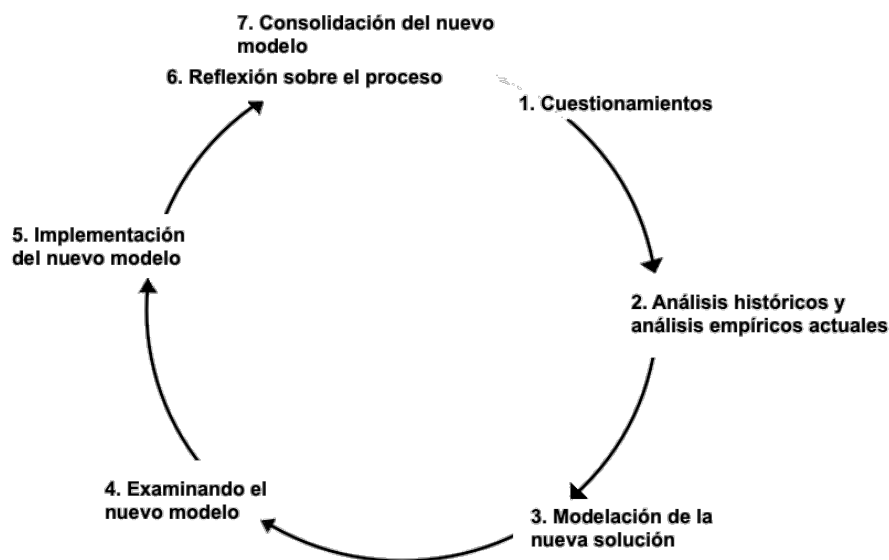 7. Consolidación del nuevo
modelo
6. Reflexión sobre el proceso
1. Cuestionamientos
5. Implementación
del nuevo modelo
2. Análisis históricos y
análisis empíricos actuales
4. Examinando el
nuevo modelo
3. Modelación de la
nueva solución